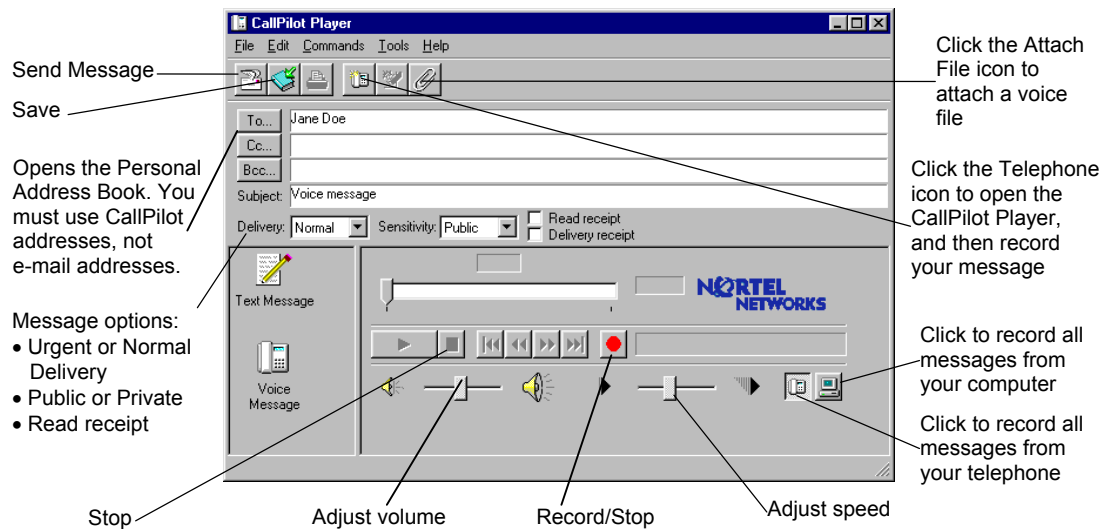 CallPilot Player
File Edit Commands Tools Help
Send Message
Save
Opens the Personal
Address Book. You
must use CallPilot
addresses, not
e-mail addresses.
Message options:
• Urgent or Normal
Delivery
• Public or Private
• Read receipt
To... Jane Doe
Cc...
Bcc...
Subject: Voice message
Delivery: Normal Sensitivity: Public Read receipt
Delivery receipt
Text Message
Voice
Message
NORTEL
NETWORKS
Click the Attach
File icon to
attach a voice
file
Click the Telephone
icon to open the
CallPilot Player,
and then record
your message
Click to record all
messages from
your computer
Click to record all
messages from
your telephone
Stop
Adjust volume
Record/Stop
Adjust speed